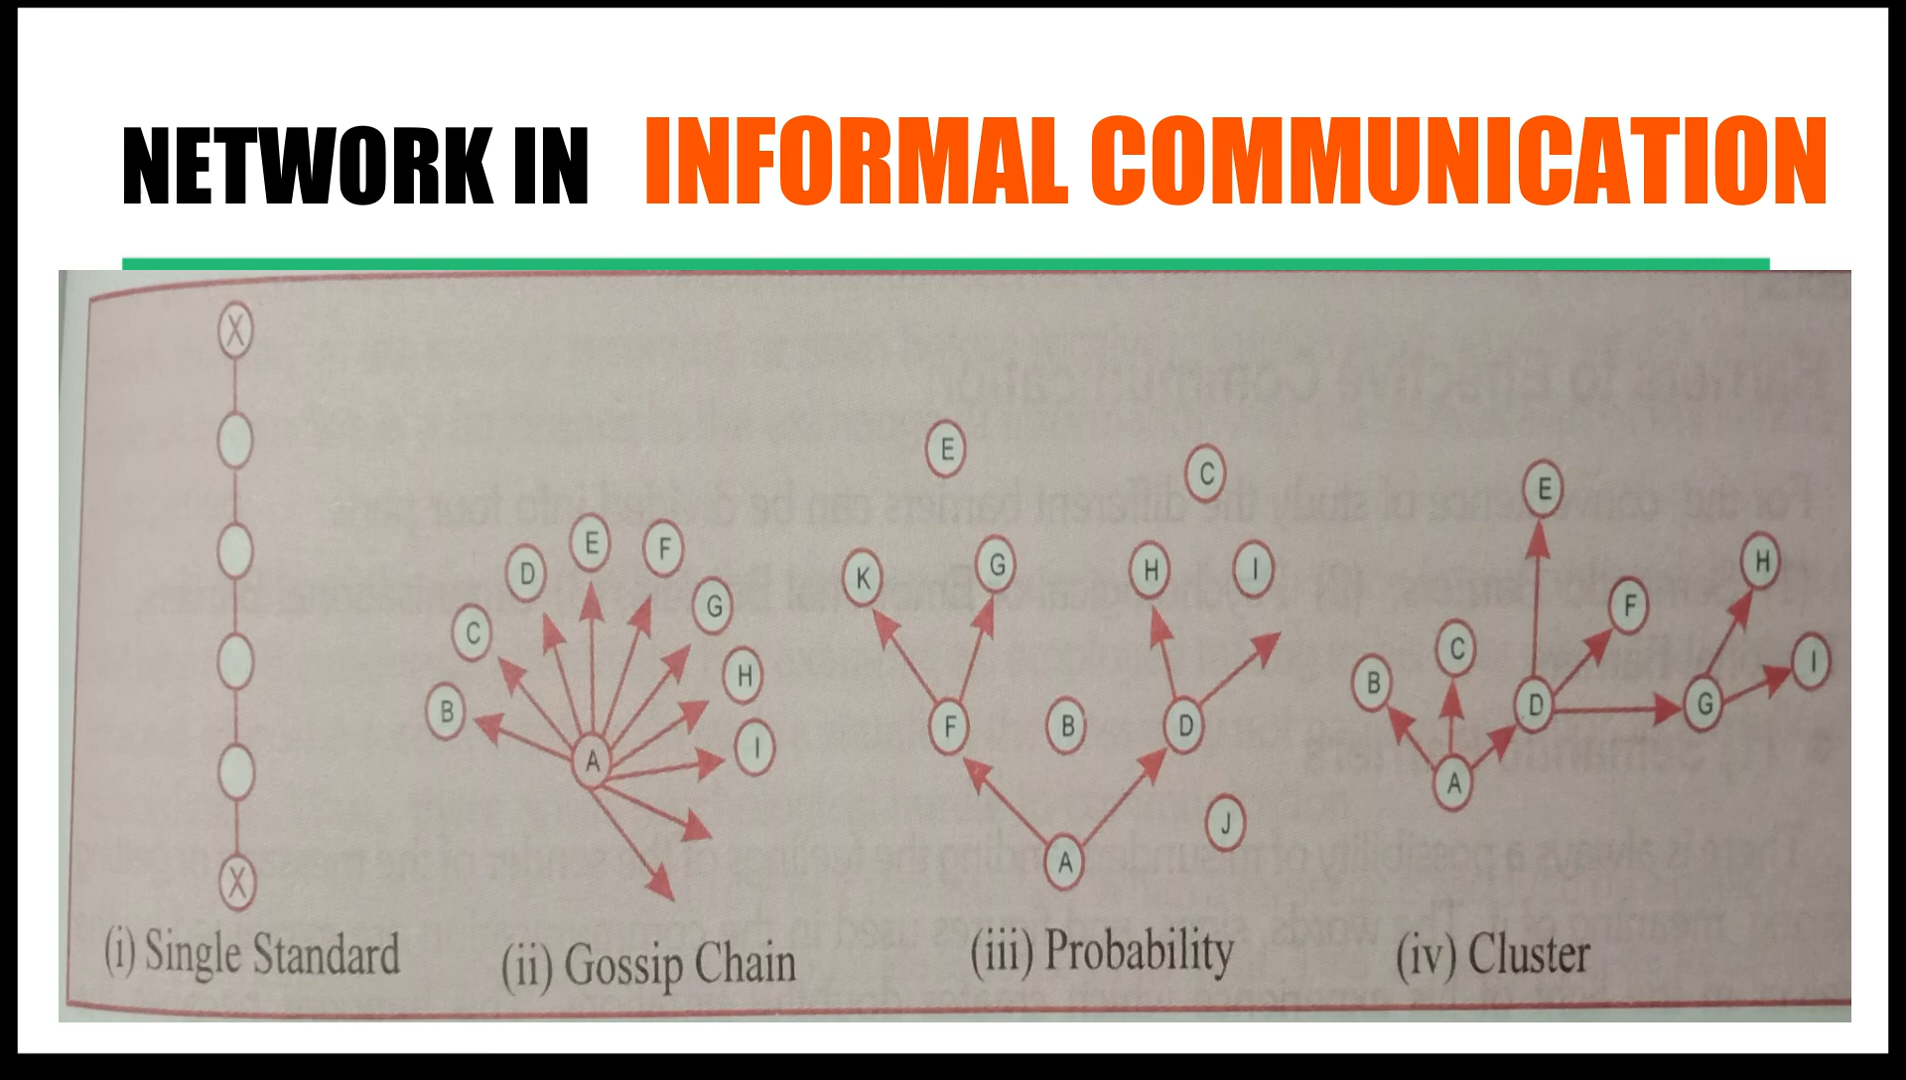 NETWORK IN INFORMAL COMMUNICATION
X
X
(i) Single Standard
A
B
C
D
E
F
G
H
I
(ii) Gossip Chain
E
C
K
G
H
I
F
B
D
J
A
(iii) Probability
E
H
F
C
I
B
D
G
A
(iv) Cluster